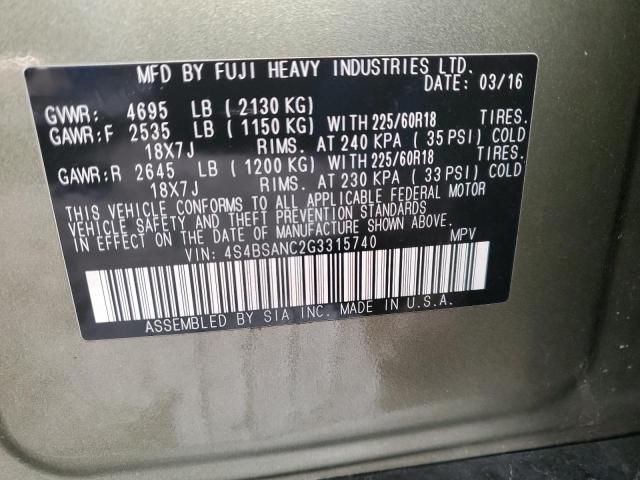 MFD BY FUJI HEAVY INDUSTRIES LTD.
DATE: 03/16
GVWR: 4695 LB (2130 KG)
GAWR:F 2535 LB (1150 KG) WITH 225/60R18 TIRES.
18X7J RIMS. AT 240 KPA (35 PSI) COLD
GAWR:R 2645 LB (1200 KG) WITH 225/60R18 TIRES.
18X7J RIMS. AT 230 KPA (33 PSI) COLD
THIS VEHICLE CONFORMS TO ALL APPLICABLE FEDERAL MOTOR
VEHICLE SAFETY AND THEFT PREVENTION STANDARDS
IN EFFECT ON THE DATE OF MANUFACTURE SHOWN ABOVE.
VIN: 4S4BSANC2G3315740 MPV
ASSEMBLED BY SIA INC. MADE IN U.S.A.